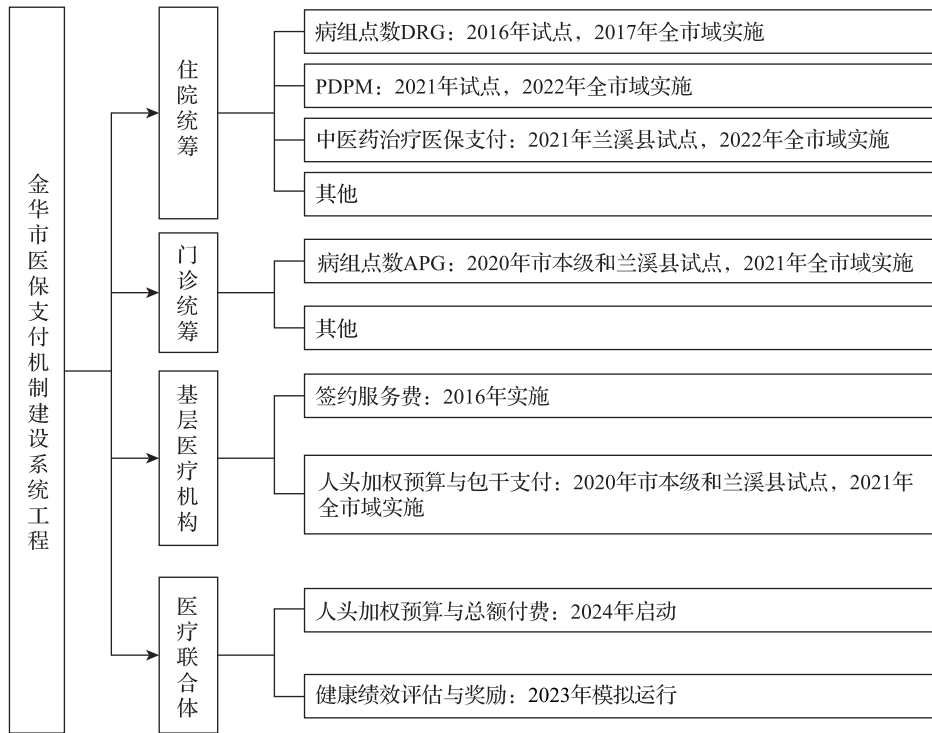 金华市医保支付机制建设系统工程
住院统筹
病组点数DRG：2016年试点，2017年全市域实施
PDPM：2021年试点，2022年全市域实施
中医药治疗医保支付：2021年兰溪县试点，2022年全市域实施
其他
门诊统筹
病组点数APG：2020年市本级和兰溪县试点，2021年全市域实施
其他
基层医疗机构
签约服务费：2016年实施
人头加权预算与包干支付：2020年市本级和兰溪县试点，2021年
全市域实施
医疗联合体
人头加权预算与总额付费：2024年启动
健康绩效评估与奖励：2023年模拟运行